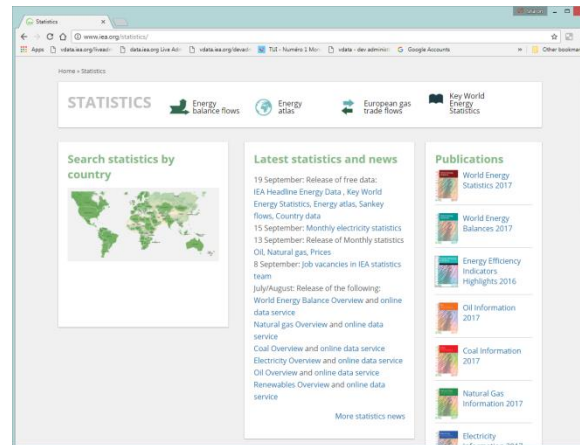 Statistics
www.iea.org/statistics/
Apps
vdata.iea.org/liveadm
data.iea.org Live Adm
vdata.iea.org/devadm
TUI - Numéro 1 Mon
vdata - dev administ
Google Accounts
»
Other bookmar
Home » Statistics
STATISTICS
Energy
balance flows
Energy
atlas
European gas
trade flows
Key World
Energy
Statistics
Search statistics by
country
Latest statistics and news
19 September: Release of free data:
IEA Headline Energy Data , Key World
Energy Statistics, Energy atlas, Sankey
flows, Country data
15 September: Monthly electricity statistics
13 September: Release of Monthly statistics
Oil, Natural gas, Prices
8 September: Job vacancies in IEA statistics
team
July/August: Release of the following:
World Energy Balance Overview and online
data service
Natural gas Overview and online data
service
Coal Overview and online data service
Electricity Overview and online data service
Oil Overview and online data service
Renewables Overview and online data
service
More statistics news
Publications
World Energy
Statistics 2017
World Energy
Balances 2017
Energy Efficiency
Indicators
Highlights 2016
Oil Information
2017
Coal Information
2017
Natural Gas
Information 2017
Electricity
Information 2017